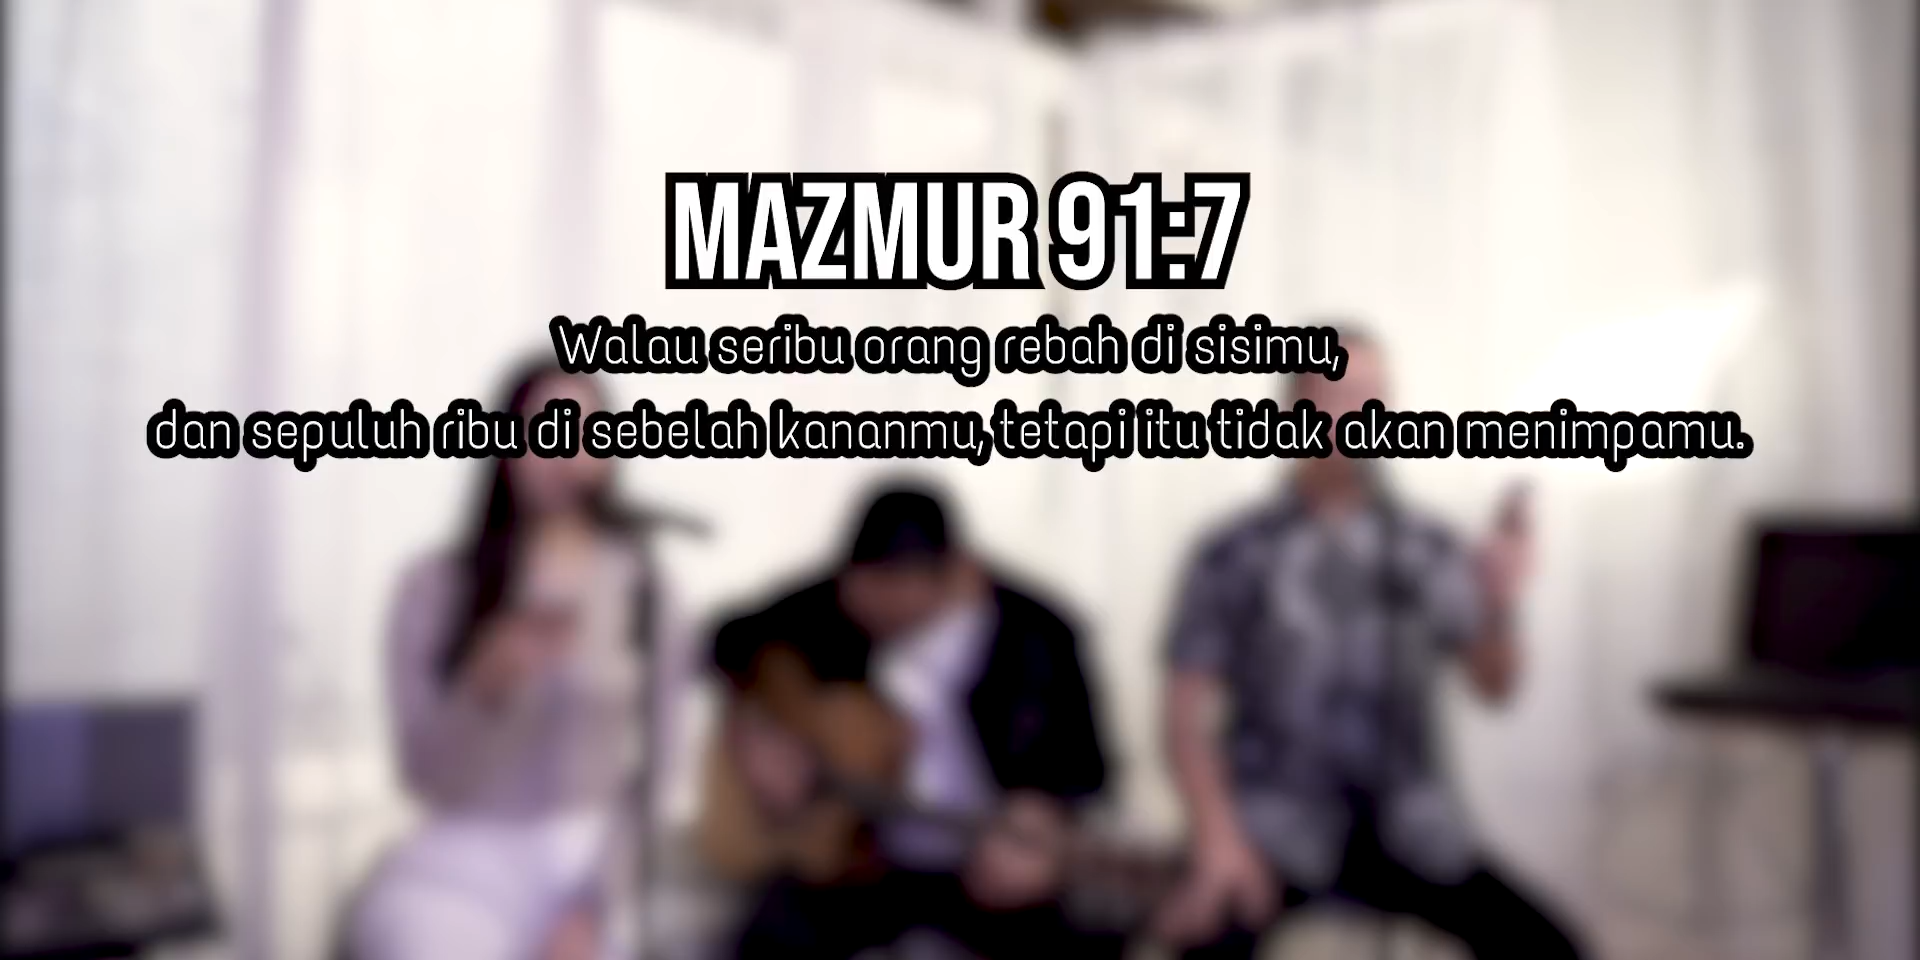 MAZMUR 91:7
Walau seribu orang rebah di sisimu,
dan sepuluh ribu di sebelah kananmu, tetapi itu tidak akan menimpamu.